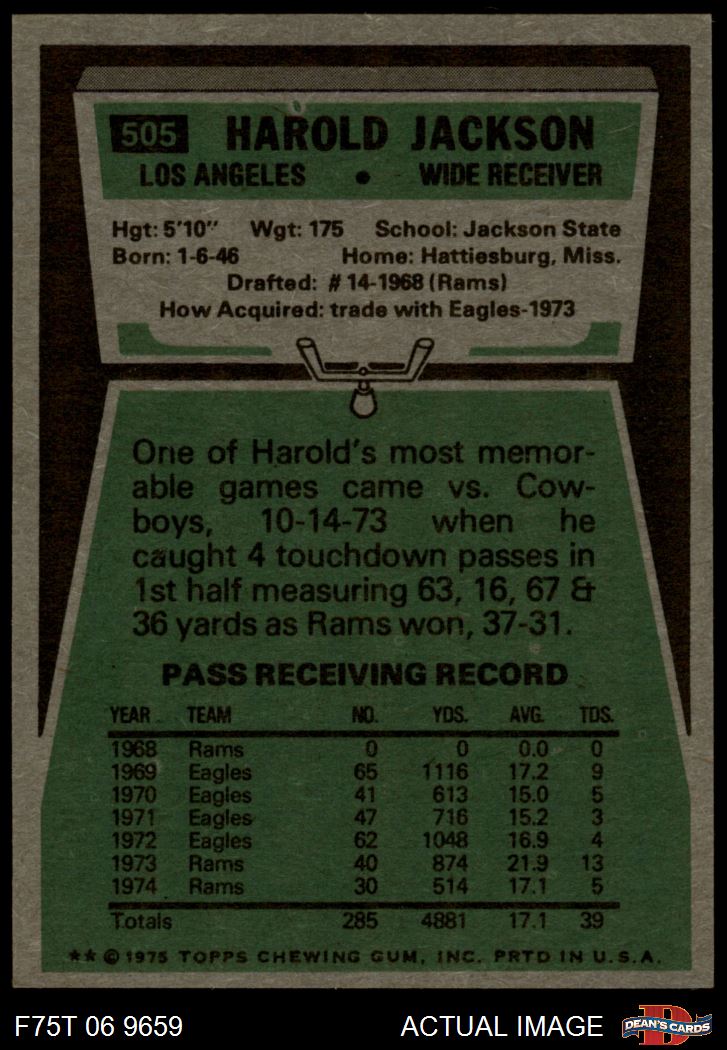 505 HAROLD JACKSON
LOS ANGELES • WIDE RECEIVER
Hgt: 5'10" Wgt: 175 School: Jackson State
Born: 1-6-46 Home: Hattiesburg, Miss.
Drafted: #14-1968 (Rams)
How Acquired: trade with Eagles-1973
One of Harold's most memor-
able games came vs. Cow-
boys, 10-14-73 when he
caught 4 touchdown passes in
1st half measuring 63, 16, 67 &
36 yards as Rams won, 37-31.
PASS RECEIVING RECORD
YEAR TEAM NO. YDS. AVG. TDS.
1968 Rams 0 0 0.0 0
1969 Eagles 65 1116 17.2 9
1970 Eagles 41 613 15.0 5
1971 Eagles 47 716 15.2 3
1972 Eagles 62 1048 16.9 4
1973 Rams 40 874 21.9 13
1974 Rams 30 514 17.1 5
Totals 285 4881 17.1 39
** © 1975 TOPPS CHEWING GUM, INC. PRTD IN U.S.A.
F75T 06 9659 ACTUAL IMAGE D DEAN'S CARDS